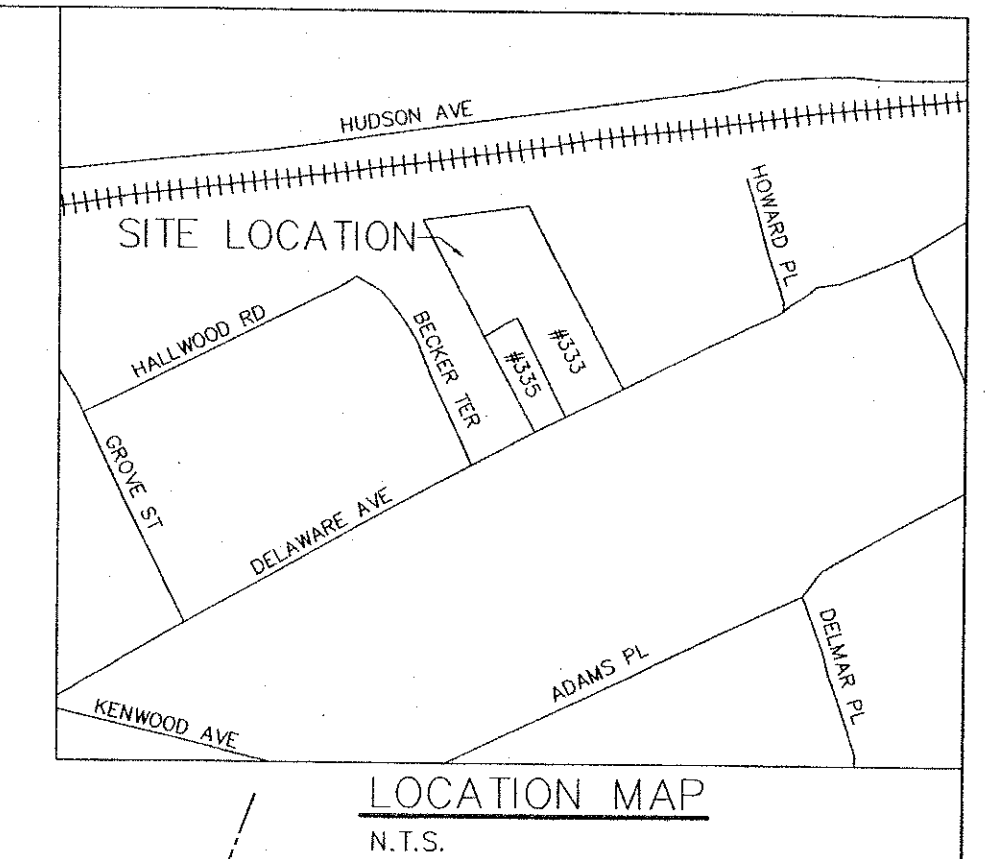 HUDSON AVE
HOWARD PL
SITE LOCATION
HALLWOOD RD
BECKER TER
#335
#333
GROVE ST
DELAWARE AVE
ADAMS PL
DELMAR PL
KENWOOD AVE
LOCATION MAP
N.T.S.